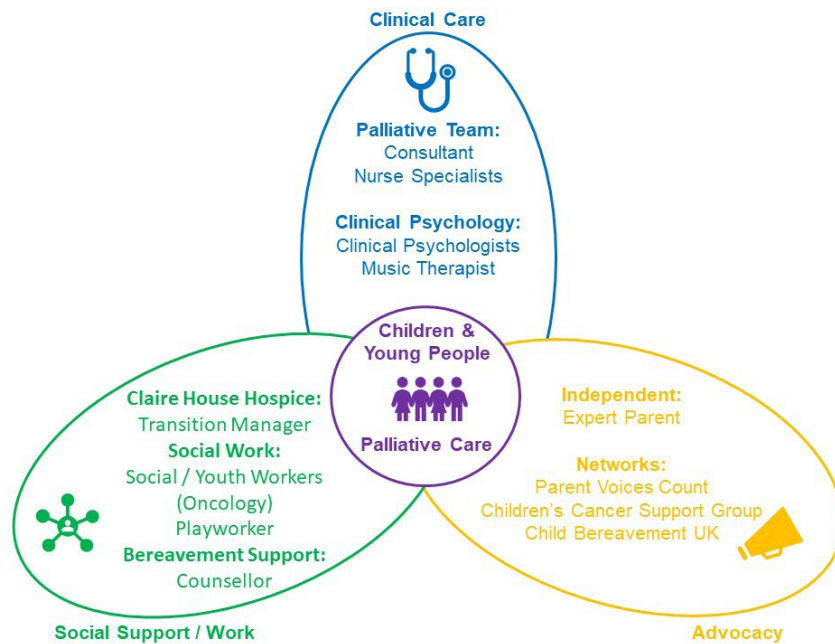 Clinical Care
Palliative Team:
Consultant
Nurse Specialists
Clinical Psychology:
Clinical Psychologists
Music Therapist
Children &
Young People
Palliative Care
Claire House Hospice:
Transition Manager
Social Work:
Social / Youth Workers
(Oncology)
Playworker
Bereavement Support:
Counsellor
Social Support / Work
Independent:
Expert Parent
Networks:
Parent Voices Count
Children's Cancer Support Group
Child Bereavement UK
Advocacy